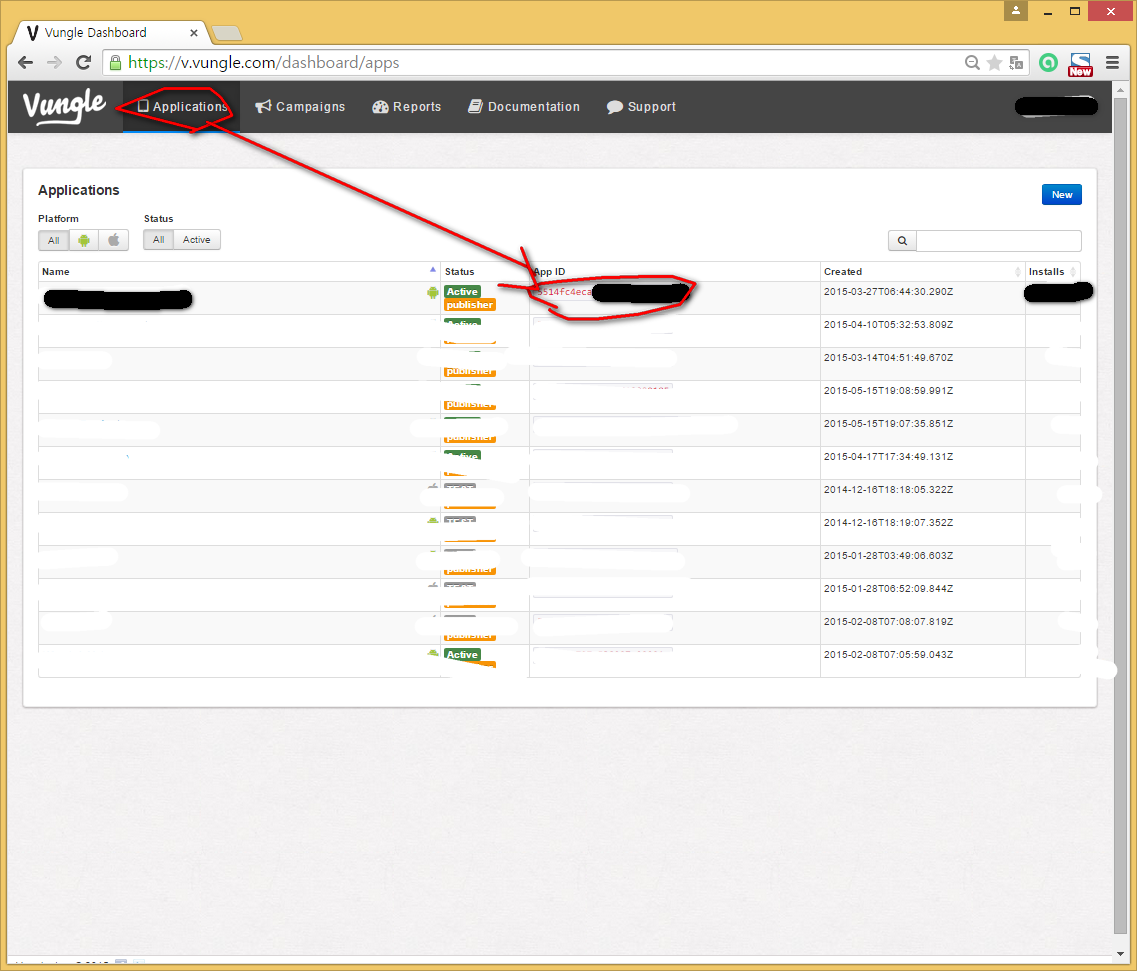 Vungle Dashboard
https://v.vungle.com/dashboard/apps
New
Vungle
Applications
Campaigns
Reports
Documentation
Support
Applications
New
Platform
Status
All
All
Active
Name
Status
App ID
Created
Installs
Active
publisher
5514fc4eca
2015-03-27T06:44:30.290Z
Active
2015-04-10T05:32:53.809Z
publisher
2015-03-14T04:51:49.670Z
publisher
2015-05-15T19:08:59.991Z
publisher
2015-05-15T19:07:35.851Z
Active
2015-04-17T17:34:49.131Z
TEST
2014-12-16T18:18:05.322Z
TEST
2014-12-16T18:19:07.352Z
publisher
2015-01-28T03:49:06.603Z
TEST
2015-01-28T06:52:09.844Z
publisher
2015-02-08T07:08:07.819Z
Active
2015-02-08T07:05:59.043Z